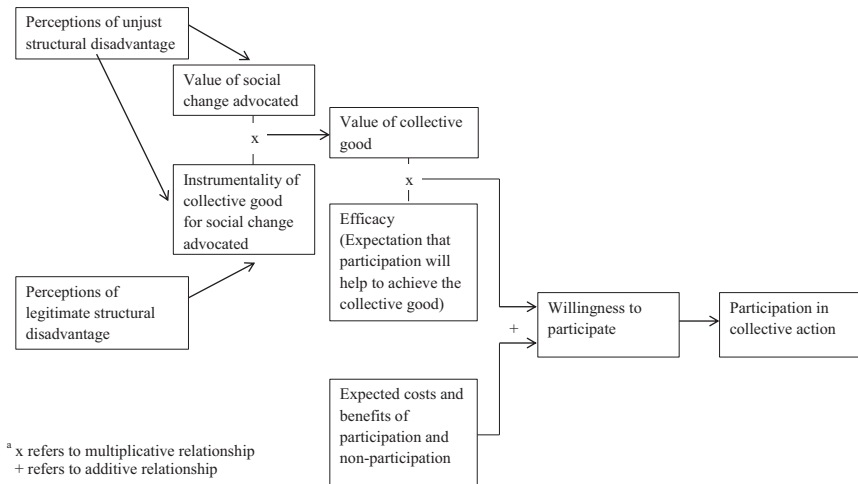 Perceptions of unjust
structural disadvantage
Value of social
change advocated
x
Value of collective
good
Instrumentality of
collective good
for social change
advocated
x
Efficacy
(Expectation that
participation will
help to achieve the
collective good)
Perceptions of
legitimate structural
disadvantage
+
Willingness to
participate
Participation in
collective action
Expected costs and
benefits of
participation and
non-participation
a x refers to multiplicative relationship
+ refers to additive relationship